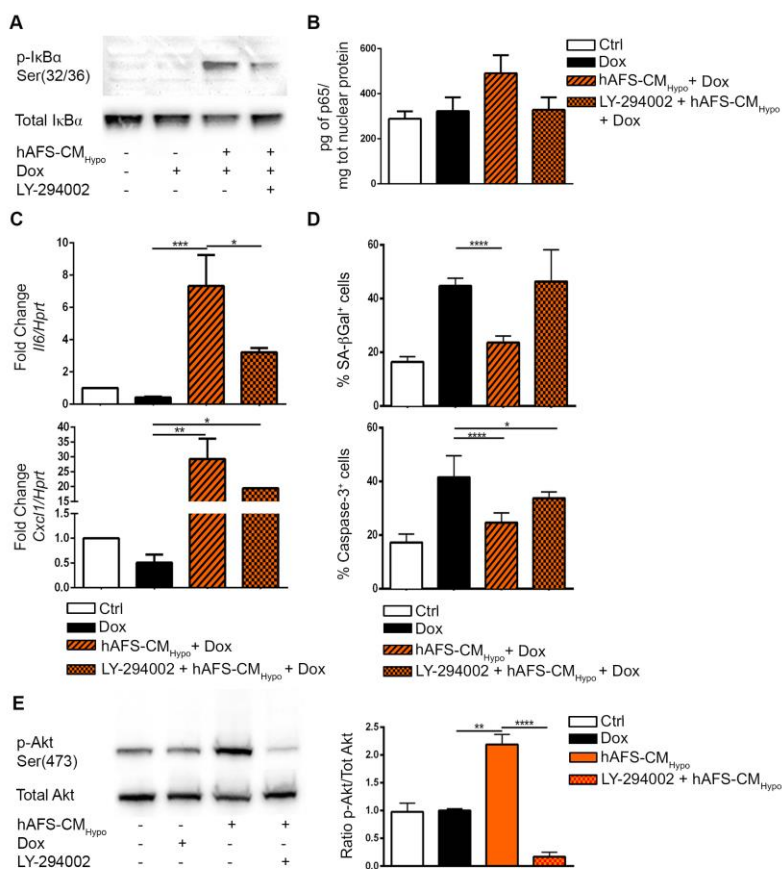 A
p-IκBα
Ser(32/36)
Total IκBα
hAFS-CMHypo - - + +
Dox - + + +
LY-294002 - - - +
B
pg of p65/
mg tot nuclear protein
600
400
200
0
Ctrl
Dox
hAFS-CMHypo + Dox
LY-294002 + hAFS-CMHypo
+ Dox
C
Fold Change
Il6/Hprt
10
8
6
4
2
0
*** *
Fold Change
Cxcl1/Hprt
35
30
25
20
15
1.5
1.0
0.5
0.0
*
**
Ctrl
Dox
hAFS-CMHypo + Dox
LY-294002 + hAFS-CMHypo + Dox
D
% SA-βGal+ cells
60
40
20
0
****
% Caspase-3+ cells
60
40
20
0
*
****
Ctrl
Dox
hAFS-CMHypo + Dox
LY-294002 + hAFS-CMHypo + Dox
E
p-Akt
Ser(473)
Total Akt
hAFS-CMHypo - - + +
Dox - + - -
LY-294002 - - - +
Ratio p-Akt/Tot Akt
2.5
2.0
1.5
1.0
0.5
0.0
** ****
Ctrl
Dox
hAFS-CMHypo
LY-294002 + hAFS-CMHypo